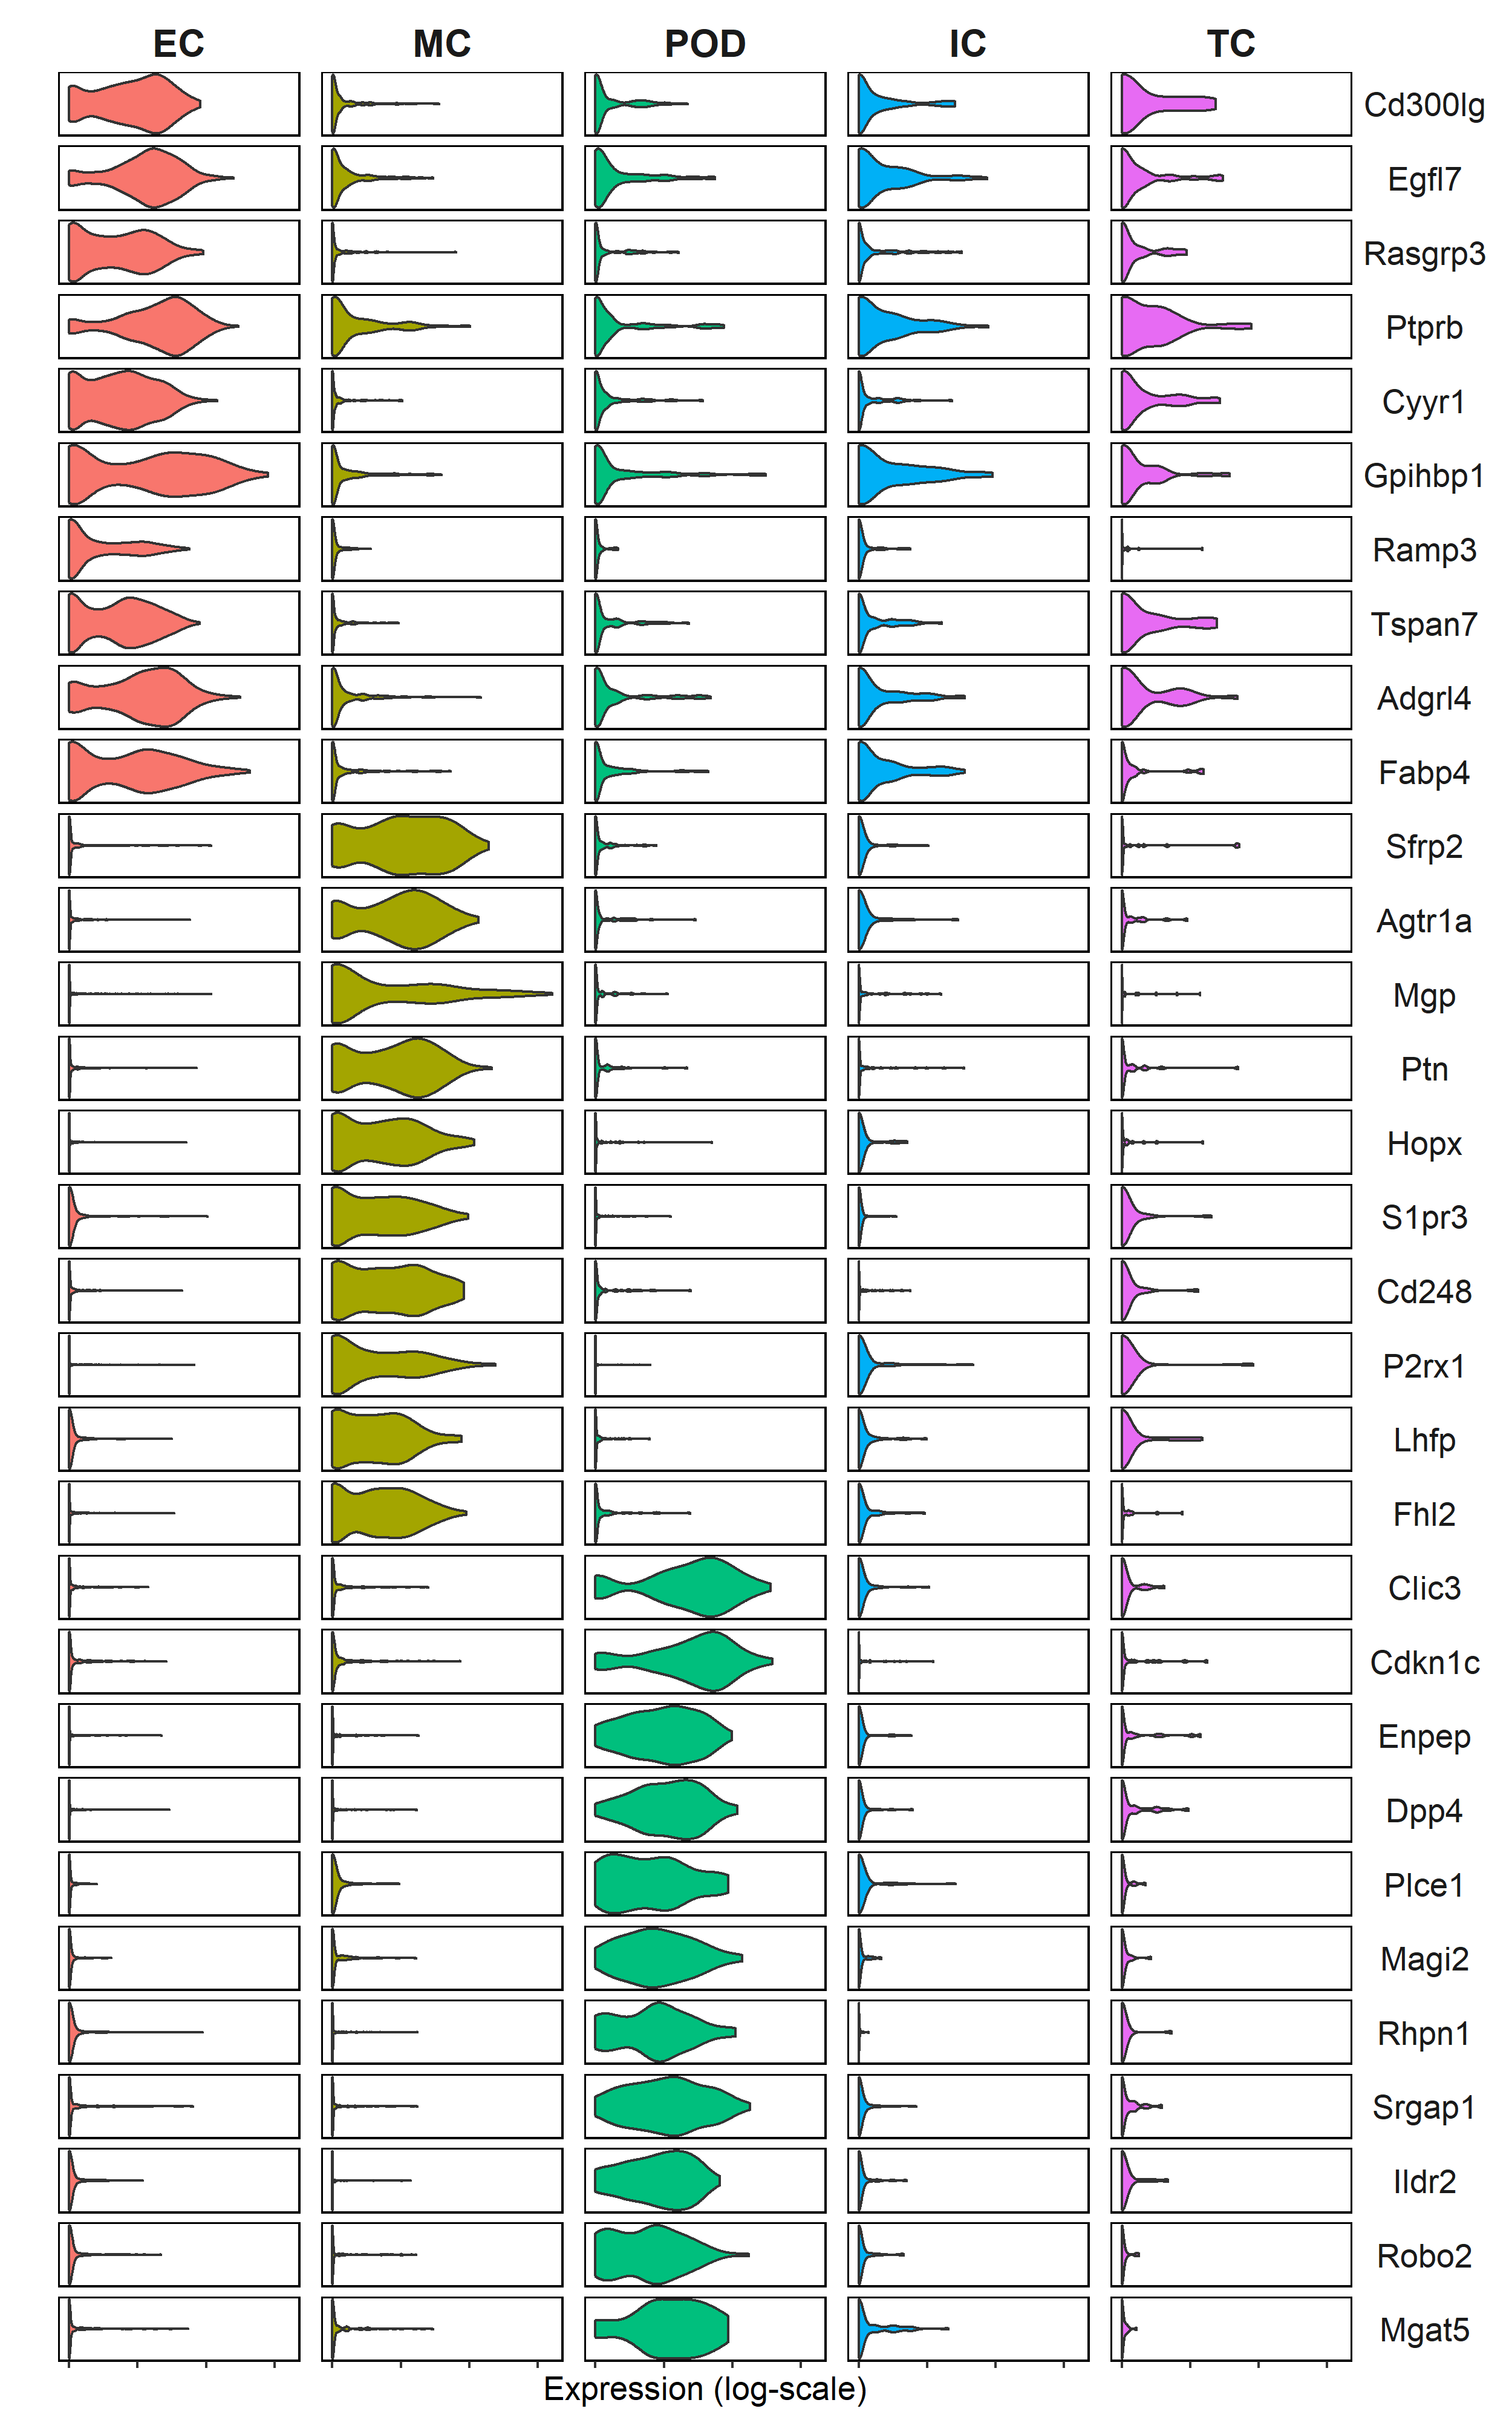 EC MC POD IC TC
Cd300lg
Egfl7
Rasgrp3
Ptprb
Cyyr1
Gpihbp1
Ramp3
Tspan7
Adgrl4
Fabp4
Sfrp2
Agtr1a
Mgp
Ptn
Hopx
S1pr3
Cd248
P2rx1
Lhfp
Fhl2
Clic3
Cdkn1c
Enpep
Dpp4
Plce1
Magi2
Rhpn1
Srgap1
Ildr2
Robo2
Mgat5
Expression (log-scale)